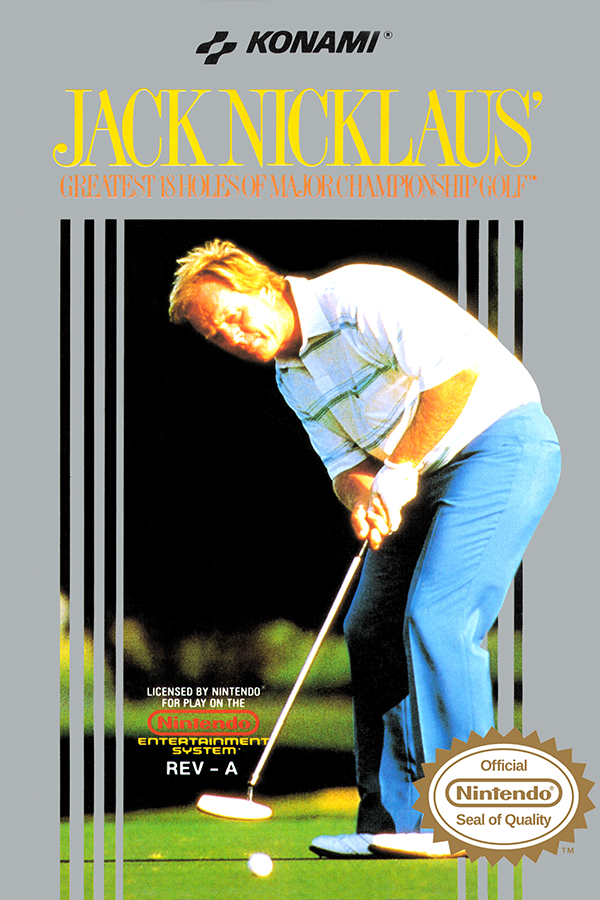 KONAMI®
JACK NICKLAUS'
GREATEST 18 HOLES OF MAJOR CHAMPIONSHIP GOLF™
LICENSED BY NINTENDO®
FOR PLAY ON THE
Nintendo®
ENTERTAINMENT
SYSTEM®
REV - A
Official
Nintendo®
Seal of Quality
TM